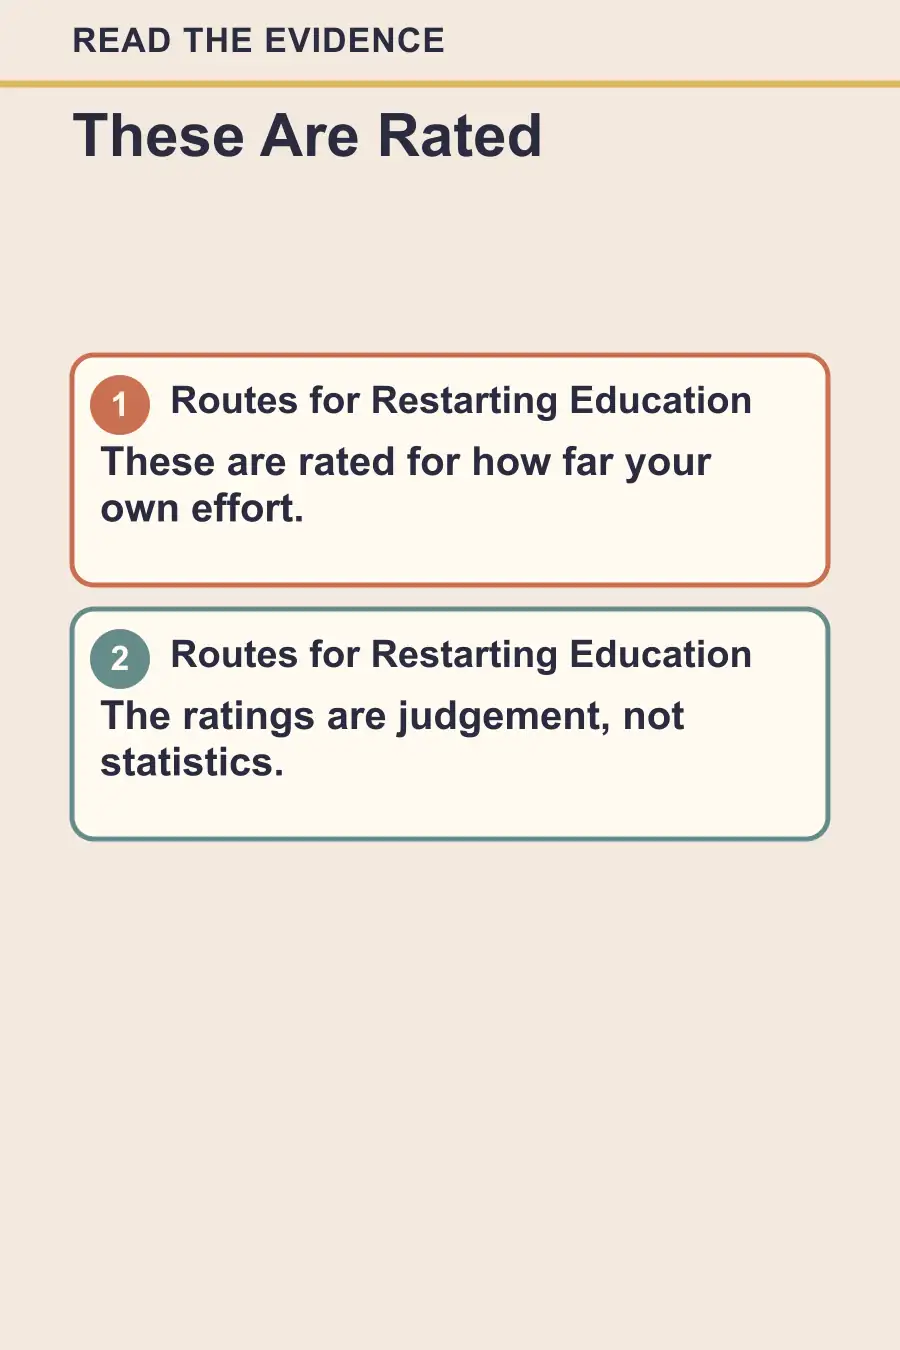 READ THE EVIDENCE
These Are Rated
1 Routes for Restarting Education
These are rated for how far your
own effort.
2 Routes for Restarting Education
The ratings are judgement, not
statistics.